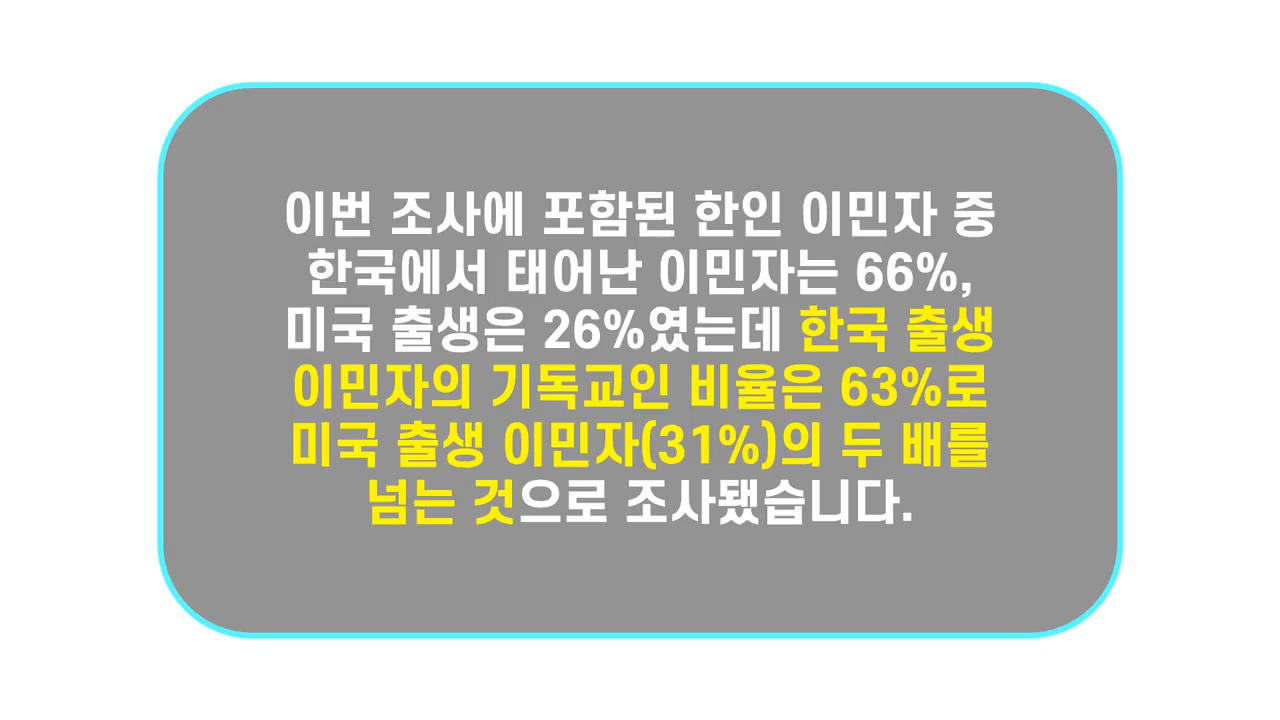 이번 조사에 포함된 한인 이민자 중
한국에서 태어난 이민자는 66%,
미국 출생은 26%였는데 한국 출생
이민자의 기독교인 비율은 63%로
미국 출생 이민자(31%)의 두 배를
넘는 것으로 조사됐습니다.